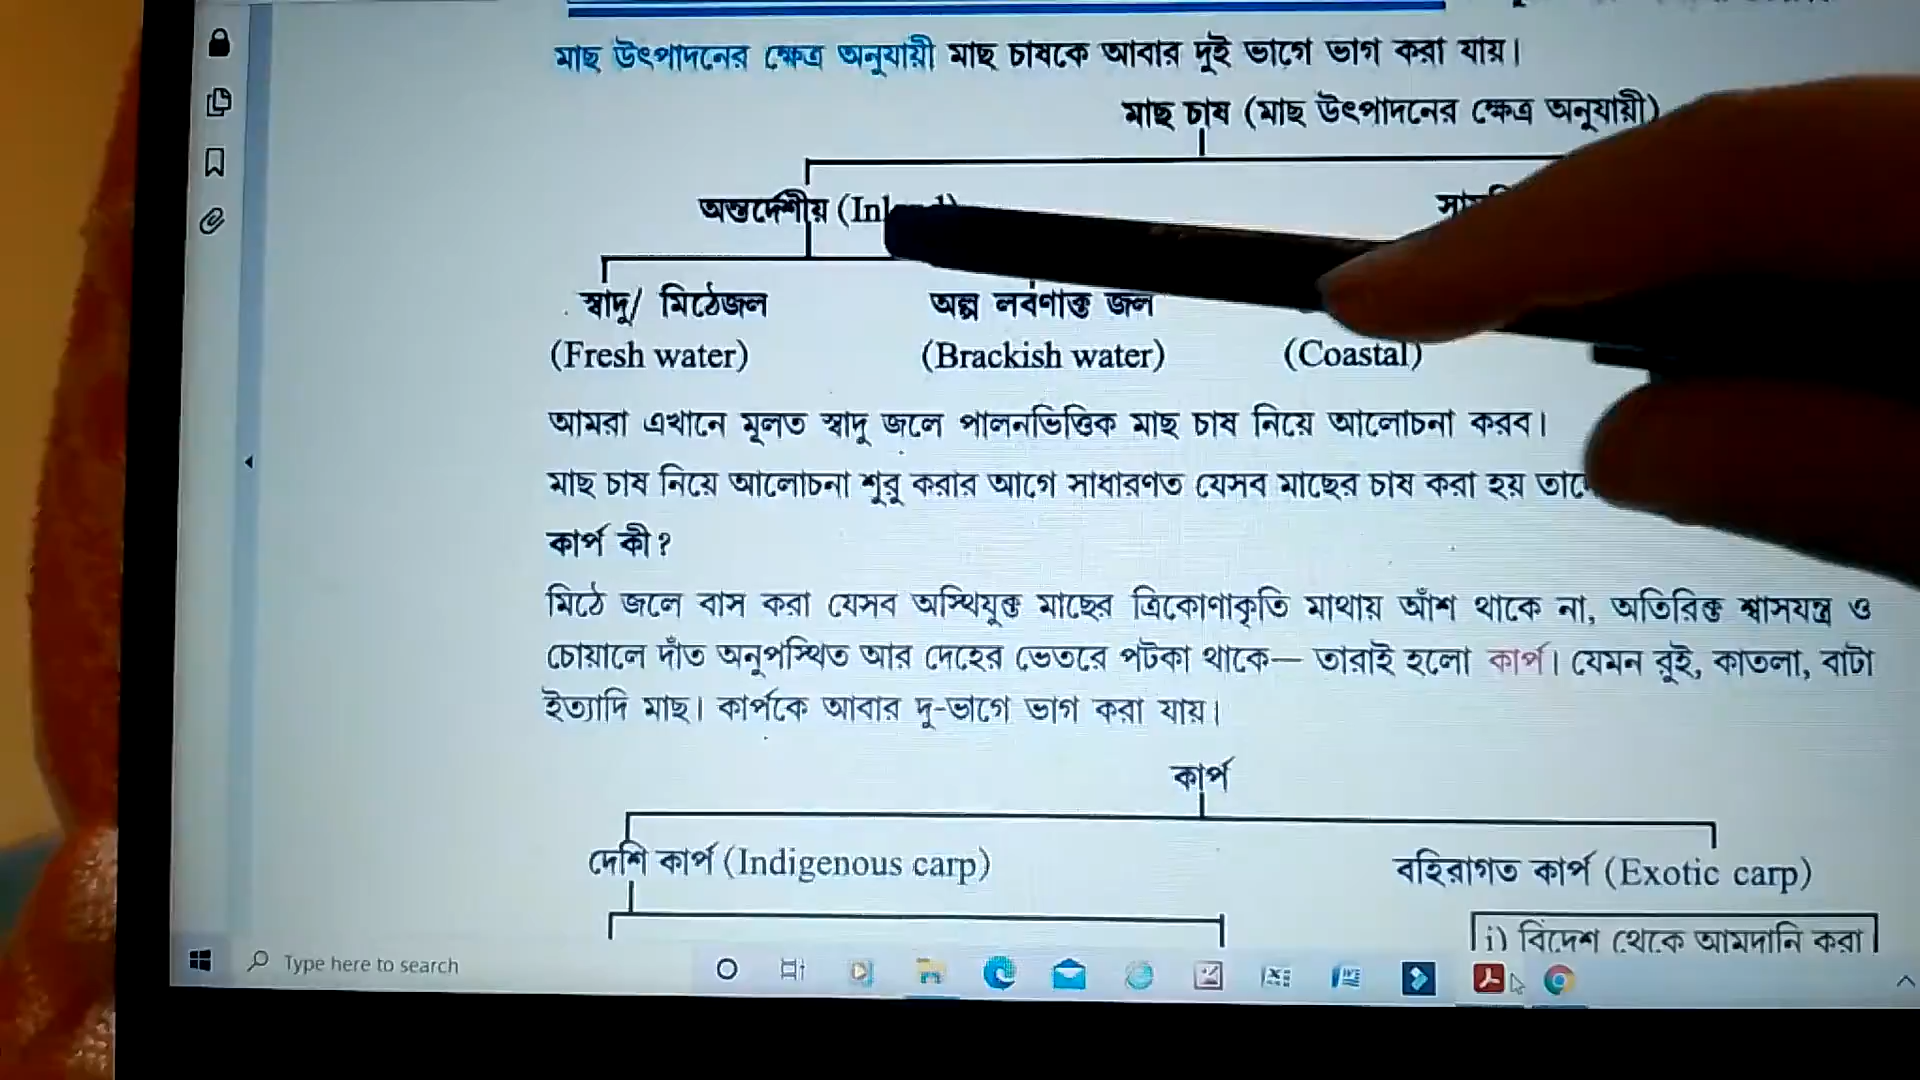 মাছ উৎপাদনের ক্ষেত্র অনুযায়ী মাছ চাষকে আবার দুই ভাগে ভাগ করা যায়।
মাছ চাষ (মাছ উৎপাদনের ক্ষেত্র অনুযায়ী)
অন্তর্দেশীয়
স্বাদু/ মিঠেজল
অল্প লবণাক্ত জল
(Fresh water)
(Brackish water)
(Coastal)
আমরা এখানে মূলত স্বাদু জলে পালনভিত্তিক মাছ চাষ নিয়ে আলোচনা করব।
মাছ চাষ নিয়ে আলোচনা শুরু করার আগে সাধারণত যেসব মাছের চাষ করা হয়
কার্প কী?
মিঠে জলে বাস করা যেসব অস্থিযুক্ত মাছের ত্রিকোণাকৃতি মাথায় আঁশ থাকে না, অতিরিক্ত শ্বাসযন্ত্র ও
চোয়ালে দাঁত অনুপস্থিত আর দেহের ভেতরে পটকা থাকে— তারাই হলো কার্প। যেমন রুই, কাতলা, বাটা
ইত্যাদি মাছ। কার্পকে আবার দু-ভাগে ভাগ করা যায়।
কার্প
দেশি কার্প (Indigenous carp)
বহিরাগত কার্প (Exotic carp)
i) বিদেশ থেকে আমদানি করা
Type here to search